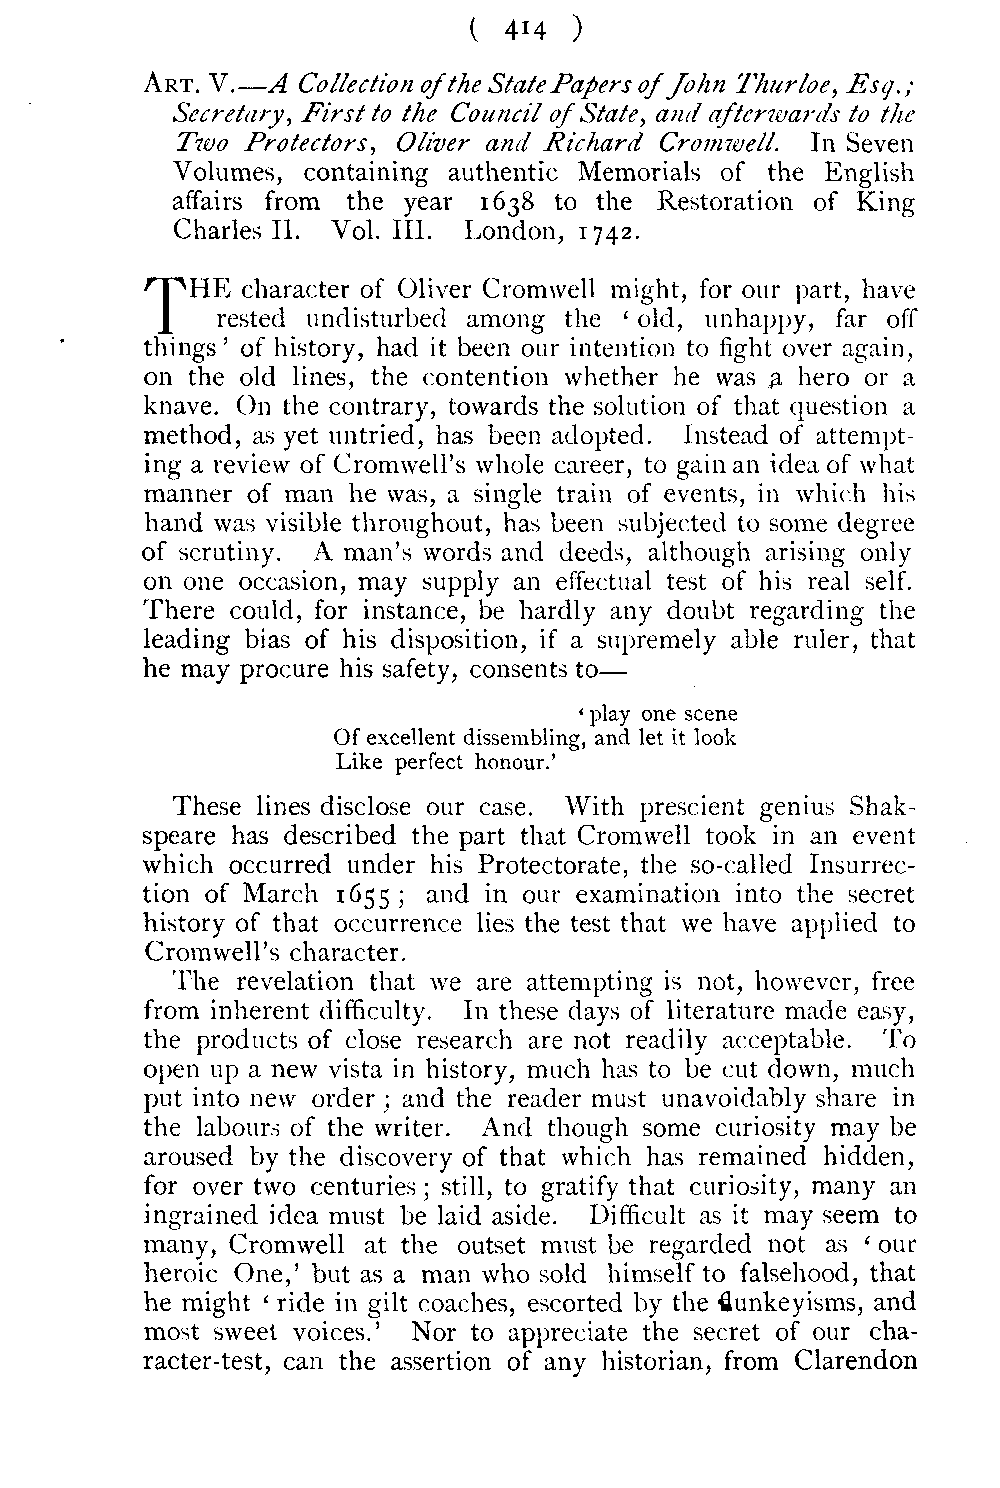 ( 414 )
ART. V.—A Collection of the State Papers of John Thurloe, Esq.;
Secretary, First to the Council of State, and afterwards to the
Two Protectors, Oliver and Richard Cromwell. In Seven
Volumes, containing authentic Memorials of the English
affairs from the year 1638 to the Restoration of King
Charles II. Vol. III. London, 1742.
THE character of Oliver Cromwell might, for our part, have
rested undisturbed among the ‘ old, unhappy, far off
things ’ of history, had it been our intention to fight over again,
on the old lines, the contention whether he was a hero or a
knave. On the contrary, towards the solution of that question a
method, as yet untried, has been adopted. Instead of attempt-
ing a review of Cromwell’s whole career, to gain an idea of what
manner of man he was, a single train of events, in which his
hand was visible throughout, has been subjected to some degree
of scrutiny. A man’s words and deeds, although arising only
on one occasion, may supply an effectual test of his real self.
There could, for instance, be hardly any doubt regarding the
leading bias of his disposition, if a supremely able ruler, that
he may procure his safety, consents to—
‘ play one scene
Of excellent dissembling, and let it look
Like perfect honour.’
These lines disclose our case. With prescient genius Shak-
speare has described the part that Cromwell took in an event
which occurred under his Protectorate, the so-called Insurrec-
tion of March 1655 ; and in our examination into the secret
history of that occurrence lies the test that we have applied to
Cromwell’s character.
The revelation that we are attempting is not, however, free
from inherent difficulty. In these days of literature made easy,
the products of close research are not readily acceptable. To
open up a new vista in history, much has to be cut down, much
put into new order ; and the reader must unavoidably share in
the labours of the writer. And though some curiosity may be
aroused by the discovery of that which has remained hidden,
for over two centuries ; still, to gratify that curiosity, many an
ingrained idea must be laid aside. Difficult as it may seem to
many, Cromwell at the outset must be regarded not as ‘ our
heroic One,’ but as a man who sold himself to falsehood, that
he might ‘ ride in gilt coaches, escorted by the flunkeyisms, and
most sweet voices.’ Nor to appreciate the secret of our cha-
racter-test, can the assertion of any historian, from Clarendon